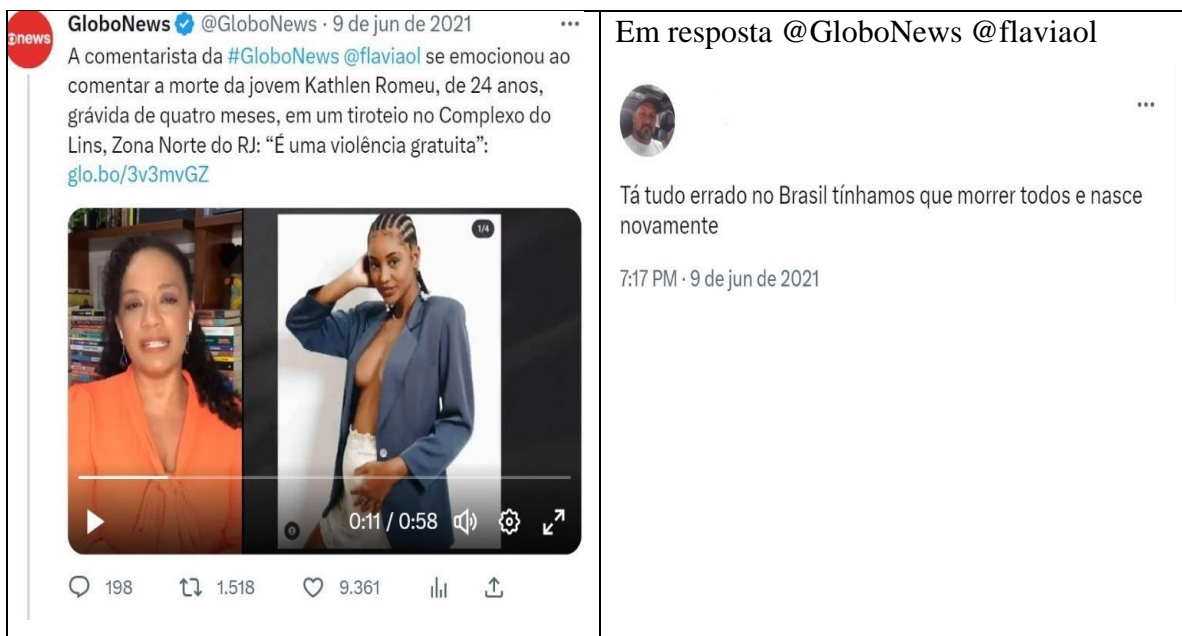 GloboNews @GloboNews · 9 de jun de 2021
news
A comentarista da #GloboNews @flaviaol se emocionou ao
comentar a morte da jovem Kathlen Romeu, de 24 anos,
grávida de quatro meses, em um tiroteio no Complexo do
Lins, Zona Norte do RJ: “É uma violência gratuita”:
glo.bo/3v3mvGZ
1/4
0:11 / 0:58
198 1.518 9.361
Em resposta @GloboNews @flaviaol
Tá tudo errado no Brasil tínhamos que morrer todos e nasce
novamente
7:17 PM · 9 de jun de 2021